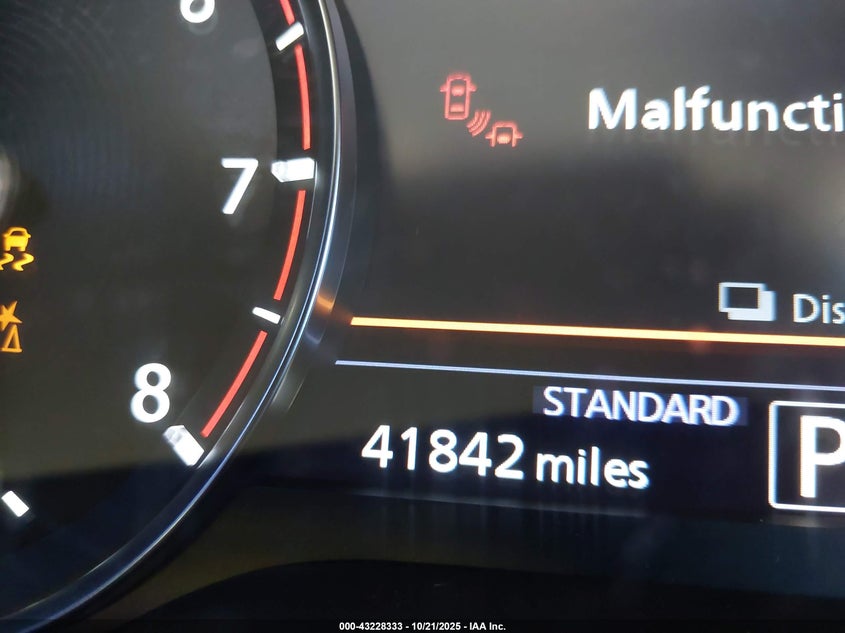 7
8
Malfuncti
Dis
STANDARD
41842 miles
P
000-43228333 - 10/21/2025 - IAA Inc.